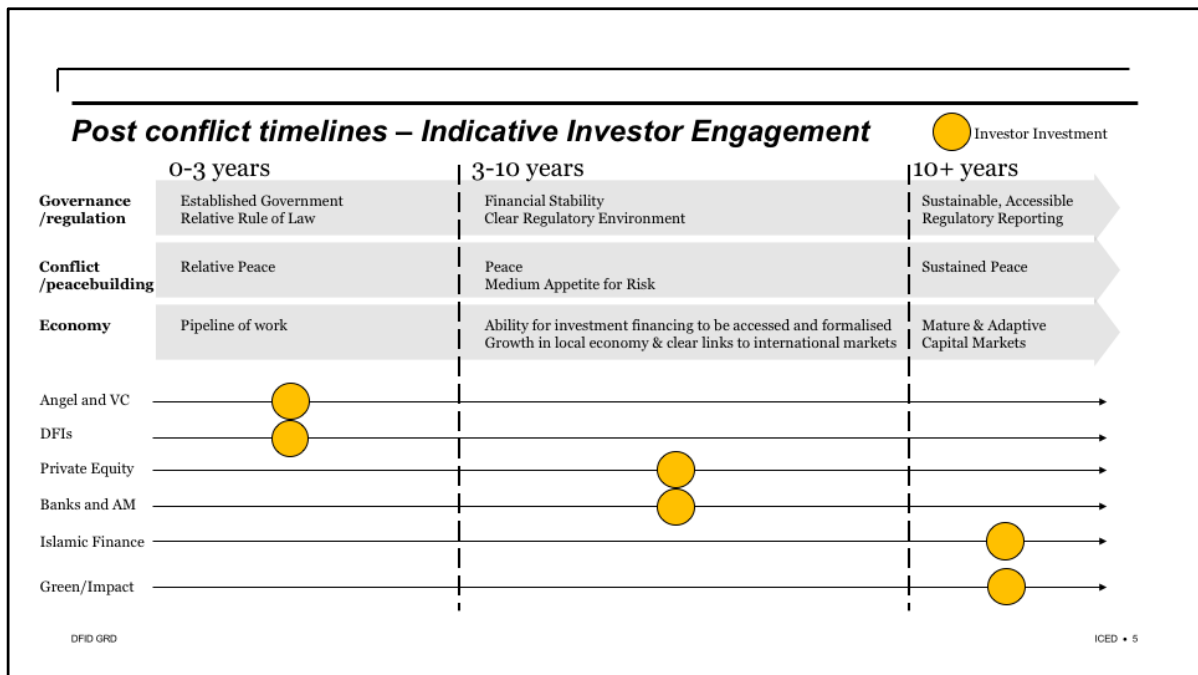 Post conflict timelines – Indicative Investor Engagement
Investor Investment
0-3 years
3-10 years
10+ years
Governance
/regulation
Established Government
Relative Rule of Law
Financial Stability
Clear Regulatory Environment
Sustainable, Accessible
Regulatory Reporting
Conflict
/peacebuilding
Relative Peace
Peace
Medium Appetite for Risk
Sustained Peace
Economy
Pipeline of work
Ability for investment financing to be accessed and formalised
Growth in local economy & clear links to international markets
Mature & Adaptive
Capital Markets
Angel and VC
DFIs
Private Equity
Banks and AM
Islamic Finance
Green/Impact
DFID GRD
ICED • 5